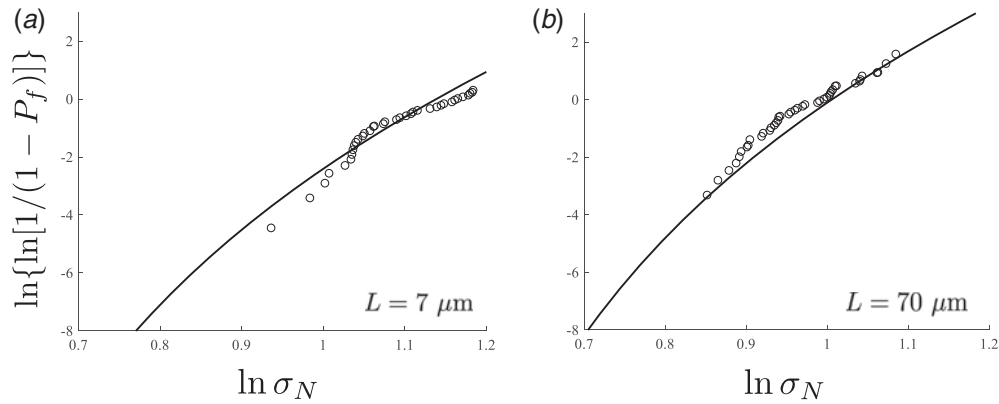 (a)
ln{ln[1/(1 − P_f)]}
2
0
-2
-4
-6
-8
0.7 0.8 0.9 1 1.1 1.2
L = 7 μm
ln σ_N
(b)
2
0
-2
-4
-6
-8
0.7 0.8 0.9 1 1.1 1.2
L = 70 μm
ln σ_N